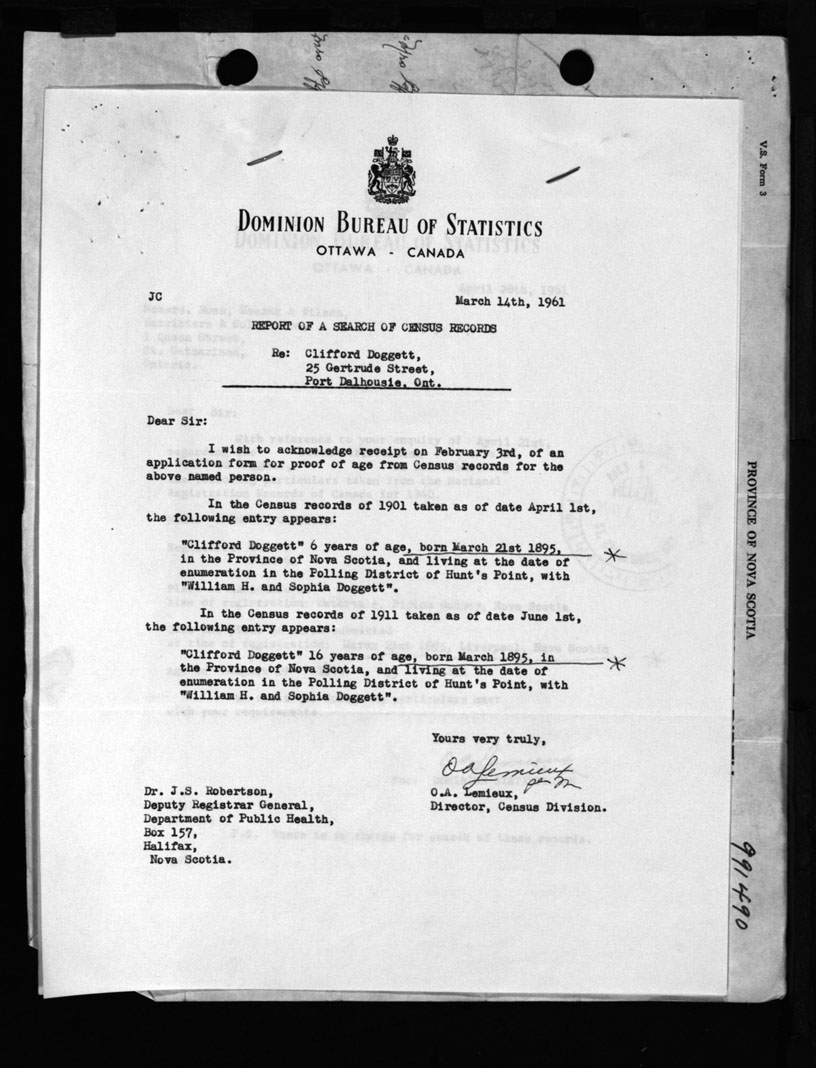 V.S. Form 3
DOMINION BUREAU OF STATISTICS
OTTAWA - CANADA
JC
March 14th, 1961
REPORT OF A SEARCH OF CENSUS RECORDS
Re: Clifford Doggett,
25 Gertrude Street,
Port Dalhousie, Ont.
Dear Sir:
I wish to acknowledge receipt on February 3rd, of an
application form for proof of age from Census records for the
above named person.
In the Census records of 1901 taken as of date April 1st,
the following entry appears:
"Clifford Doggett" 6 years of age, born March 21st 1895,
in the Province of Nova Scotia, and living at the date of
enumeration in the Polling District of Hunt's Point, with
"William H. and Sophia Doggett".
In the Census records of 1911 taken as of date June 1st,
the following entry appears:
"Clifford Doggett" 16 years of age, born March 1895, in
the Province of Nova Scotia, and living at the date of
enumeration in the Polling District of Hunt's Point, with
"William H. and Sophia Doggett".
Yours very truly,
O A Lemieux
per
O.A. Lemieux,
Director, Census Division.
Dr. J.S. Robertson,
Deputy Registrar General,
Department of Public Health,
Box 157,
Halifax,
Nova Scotia.
PROVINCE OF NOVA SCOTIA
991490